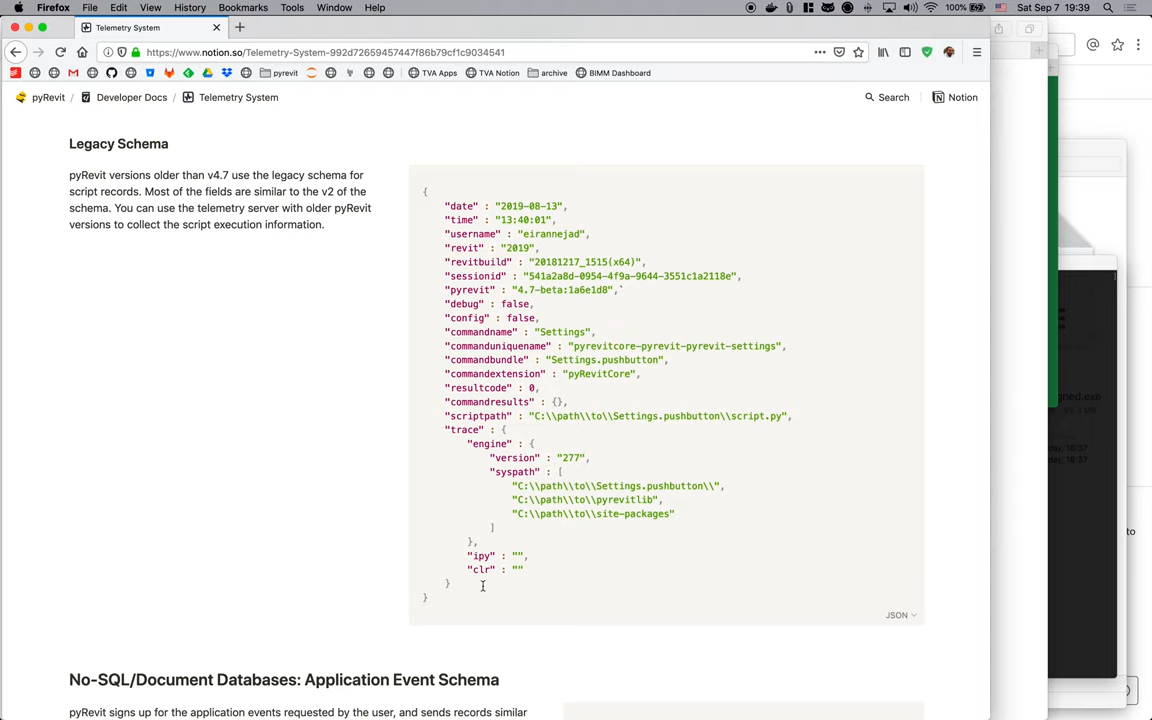 Firefox File Edit View History Bookmarks Tools Window Help
100% Sat Sep 7 19:39
Telemetry System
https://www.notion.so/Telemetry-System-992d72659457447f86b79cf1c9034541
pyrevit TVA Apps TVA Notion archive BIMM Dashboard
pyRevit / Developer Docs / Telemetry System Search Notion
Legacy Schema
pyRevit versions older than v4.7 use the legacy schema for
script records. Most of the fields are similar to the v2 of the
schema. You can use the telemetry server with older pyRevit
versions to collect the script execution information.
{
"date" : "2019-08-13",
"time" : "13:40:01",
"username" : "eirannejad",
"revit" : "2019",
"revitbuild" : "20181217_1515(x64)",
"sessionid" : "541a2a8d-0954-4f9a-9644-3551c1a2118e",
"pyrevit" : "4.7-beta:1a6e1d8",`
"debug" : false,
"config" : false,
"commandname" : "Settings",
"commanduniquename" : "pyrevitcore-pyrevit-pyrevit-settings",
"commandbundle" : "Settings.pushbutton",
"commandextension" : "pyRevitCore",
"resultcode" : 0,
"commandresults" : {},
"scriptpath" : "C:\\path\\to\\Settings.pushbutton\\script.py",
"trace" : {
"engine" : {
"version" : "277",
"syspath" : [
"C:\\path\\to\\Settings.pushbutton\\",
"C:\\path\\to\\pyrevitlib",
"C:\\path\\to\\site-packages"
]
},
"ipy" : "",
"clr" : ""
}
}
JSON
No-SQL/Document Databases: Application Event Schema
pyRevit signs up for the application events requested by the user, and sends records similar